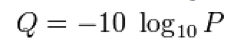 Q = −10 log₁₀ P